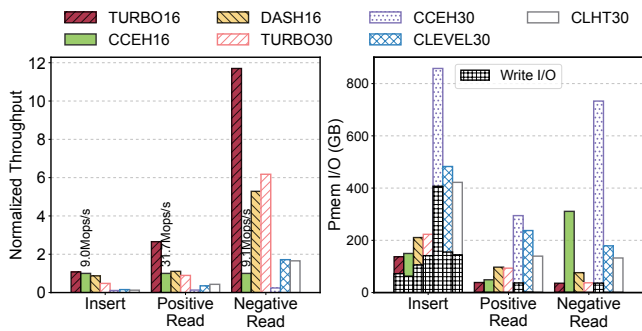 TURBO16 DASH16 CCEH30 CLHT30
CCEH16 TURBO30 CLEVEL30
Normalized Throughput
12
10
8
6
4
2
0
9.0Mops/s
31.7Mops/s
9.1Mops/s
Insert Positive Read Negative Read
Pmem I/O (GB)
800
600
400
200
0
Write I/O
Insert Positive Read Negative Read